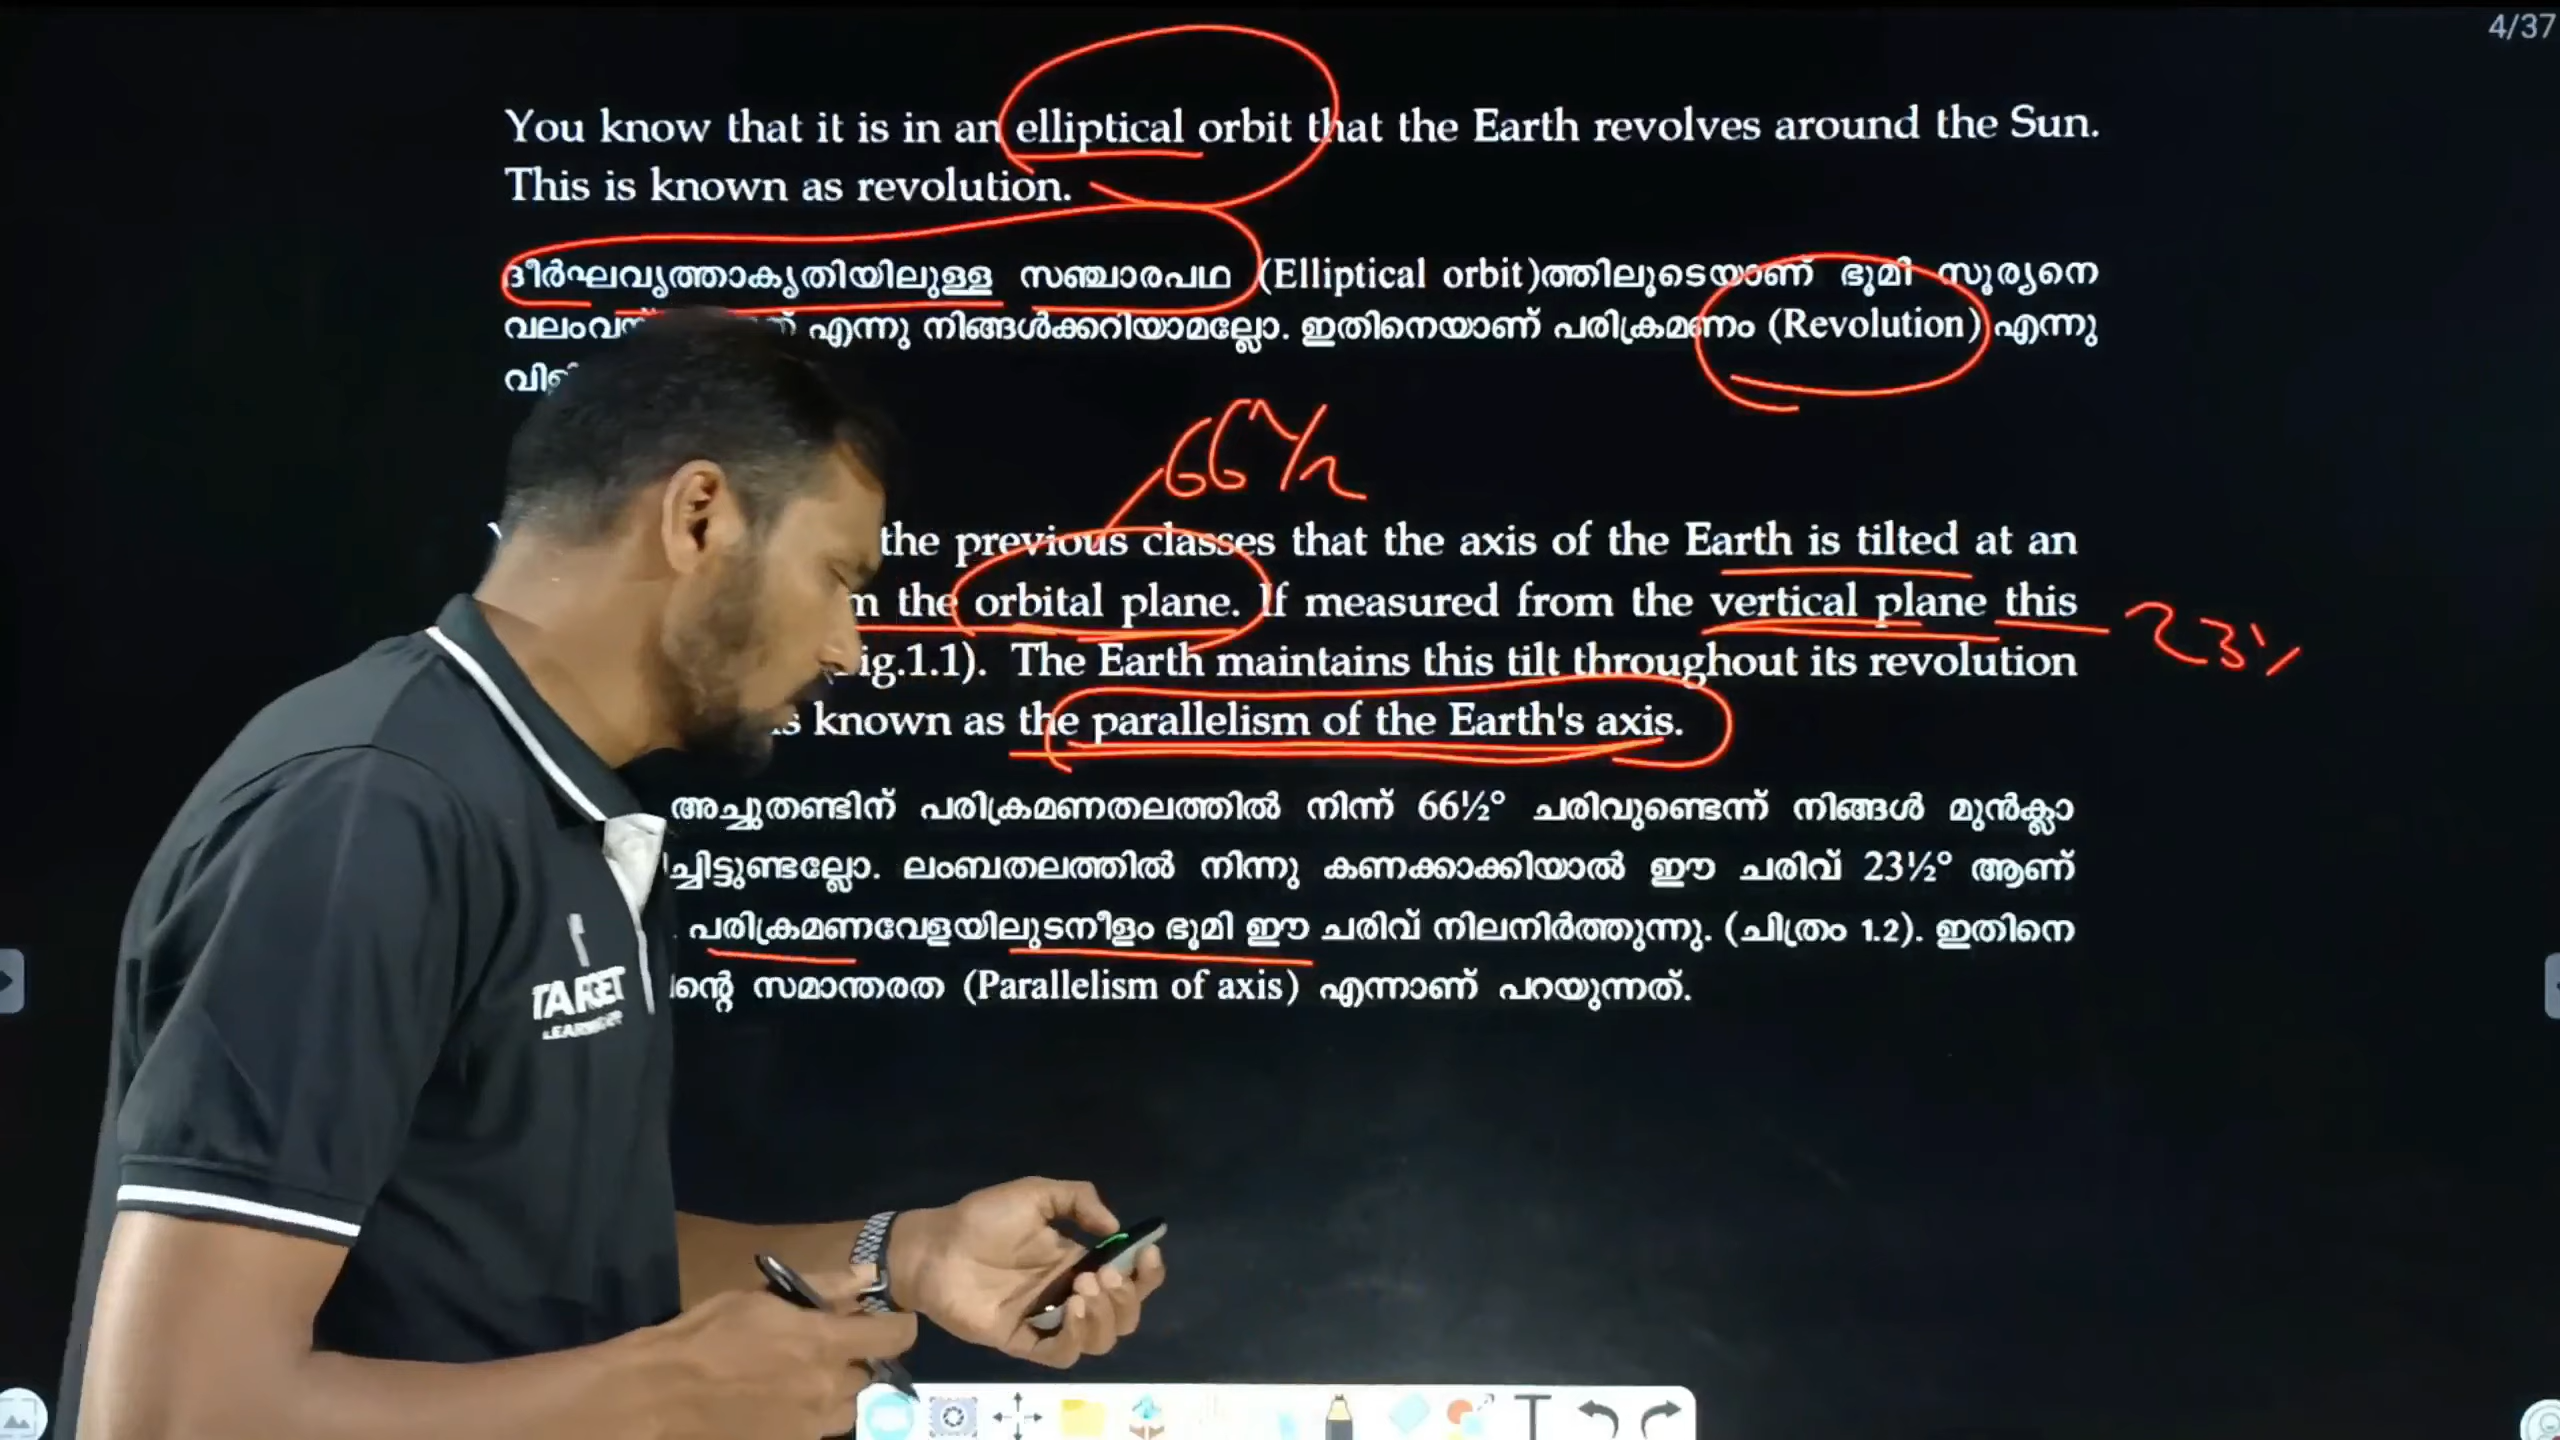 4/37
You know that it is in an elliptical orbit that the Earth revolves around the Sun.
This is known as revolution.
ദീർഘവൃത്താകൃതിയിലുള്ള സഞ്ചാരപഥ (Elliptical orbit)ത്തിലൂടെയാണ് ഭൂമി സൂര്യനെ
എന്നു നിങ്ങൾക്കറിയാമല്ലോ. ഇതിനെയാണ് പരിക്രമണം (Revolution) എന്നു
66½
the previous classes that the axis of the Earth is tilted at an
the orbital plane. If measured from the vertical plane this
23
ig.1.1). The Earth maintains this tilt throughout its revolution
known as the parallelism of the Earth's axis.
അച്ചുതണ്ടിന് പരിക്രമണതലത്തിൽ നിന്ന് 66½° ചരിവുണ്ടെന്ന് നിങ്ങൾ മുൻക്ലാ
ച്ചിട്ടുണ്ടല്ലോ. ലംബതലത്തിൽ നിന്നു കണക്കാക്കിയാൽ ഈ ചരിവ് 23½° ആണ്
പരിക്രമണവേളയിലുടനീളം ഭൂമി ഈ ചരിവ് നിലനിർത്തുന്നു. (ചിത്രം 1.2). ഇതിനെ
ന്റെ സമാന്തരത (Parallelism of axis) എന്നാണ് പറയുന്നത്.
TARGET
T